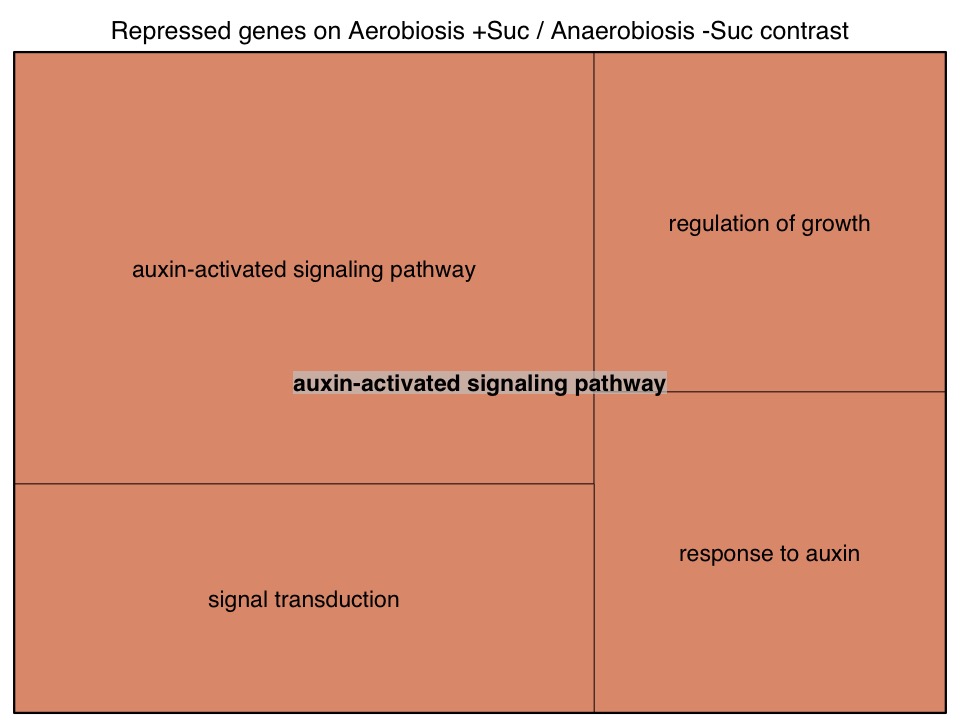 Repressed genes on Aerobiosis +Suc / Anaerobiosis -Suc contrast
auxin-activated signaling pathway
regulation of growth
auxin-activated signaling pathway
signal transduction
response to auxin